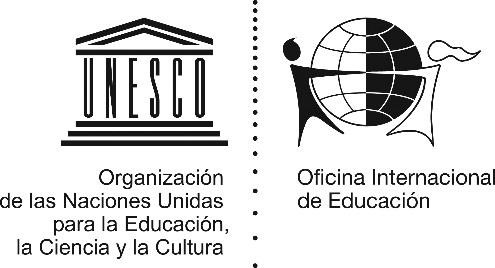 UNESCO
Organización
de las Naciones Unidas
para la Educación,
la Ciencia y la Cultura
Oficina Internacional
de Educación